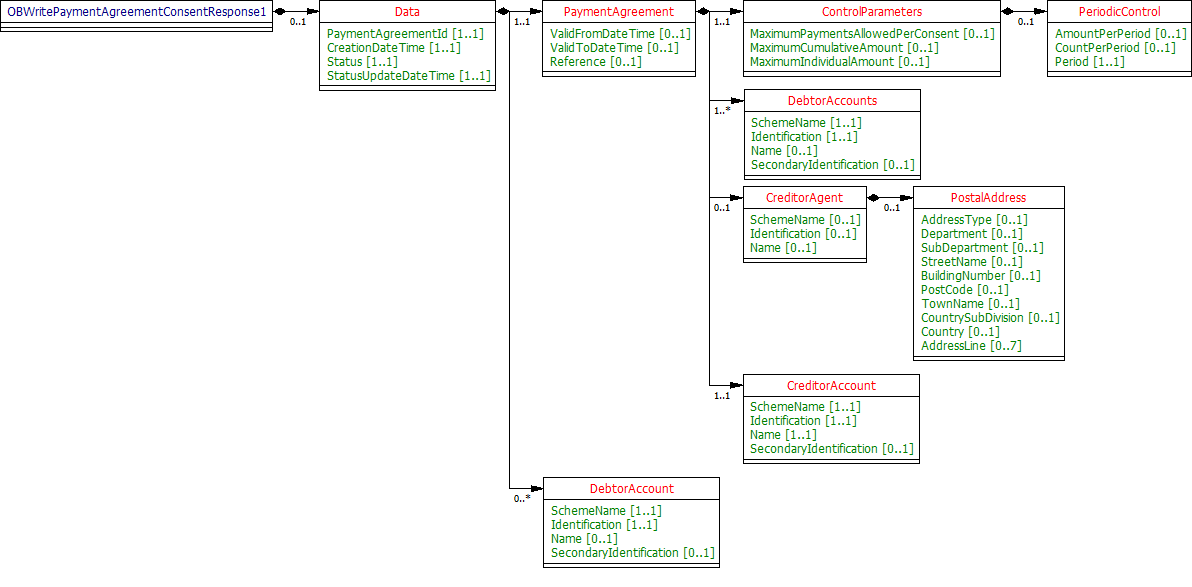 OBWritePaymentAgreementConsentResponse1
0..1
Data
PaymentAgreementId [1..1]
CreationDateTime [1..1]
Status [1..1]
StatusUpdateDateTime [1..1]
1..1
PaymentAgreement
ValidFromDateTime [0..1]
ValidToDateTime [0..1]
Reference [0..1]
1..1
ControlParameters
MaximumPaymentsAllowedPerConsent [0..1]
MaximumCumulativeAmount [0..1]
MaximumIndividualAmount [0..1]
0..1
PeriodicControl
AmountPerPeriod [0..1]
CountPerPeriod [0..1]
Period [1..1]
1..*
DebtorAccounts
SchemeName [1..1]
Identification [1..1]
Name [0..1]
SecondaryIdentification [0..1]
0..1
CreditorAgent
SchemeName [0..1]
Identification [0..1]
Name [0..1]
0..1
PostalAddress
AddressType [0..1]
Department [0..1]
SubDepartment [0..1]
StreetName [0..1]
BuildingNumber [0..1]
PostCode [0..1]
TownName [0..1]
CountrySubDivision [0..1]
Country [0..1]
AddressLine [0..7]
1..1
CreditorAccount
SchemeName [1..1]
Identification [1..1]
Name [1..1]
SecondaryIdentification [0..1]
0..*
DebtorAccount
SchemeName [1..1]
Identification [1..1]
Name [0..1]
SecondaryIdentification [0..1]